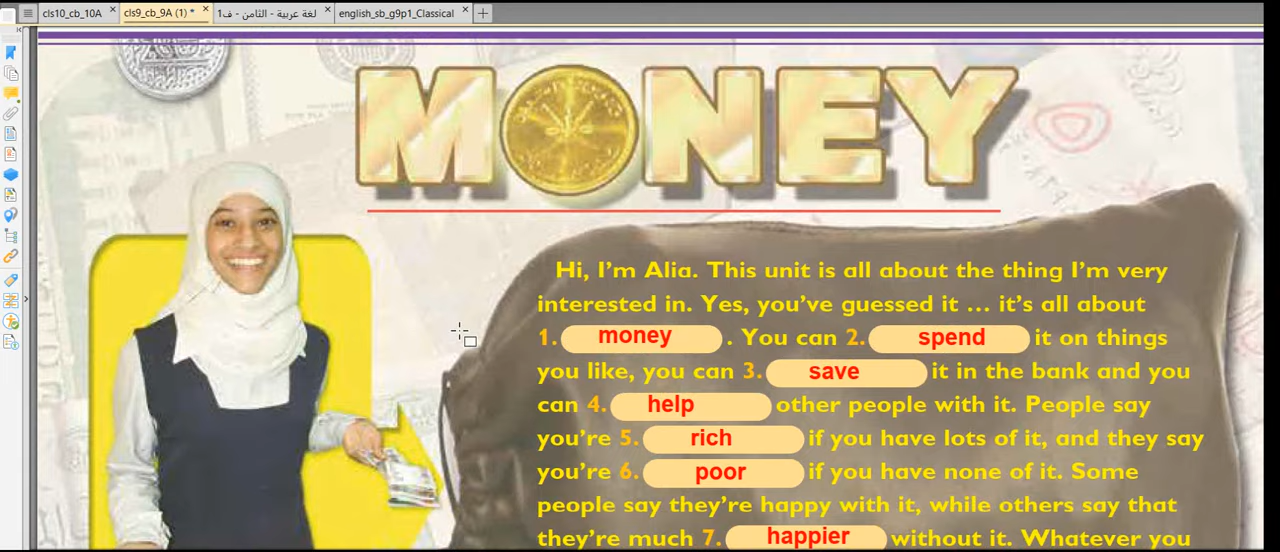 cls10_cb_10A
cls9_cb_9A (1) *
لغة عربية - الثامن - ف1
english_sb_g9p1_Classical
MONEY
Hi, I'm Alia. This unit is all about the thing I'm very
interested in. Yes, you've guessed it ... it's all about
1. money . You can 2. spend it on things
you like, you can 3. save it in the bank and you
can 4. help other people with it. People say
you're 5. rich if you have lots of it, and they say
you're 6. poor if you have none of it. Some
people say they're happy with it, while others say that
they're much 7. happier without it. Whatever you